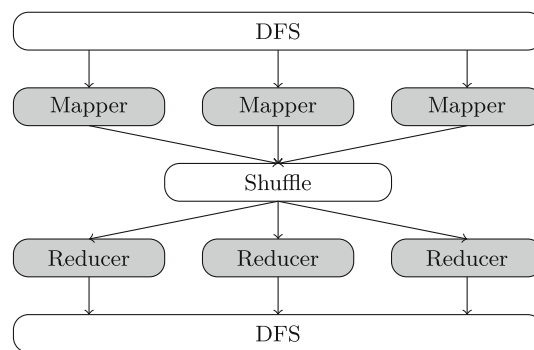 DFS
Mapper Mapper Mapper
Shuffle
Reducer Reducer Reducer
DFS